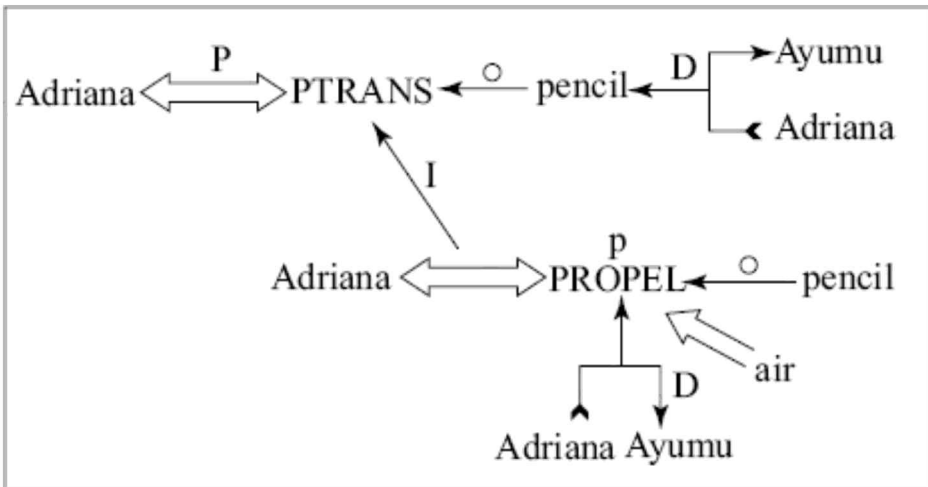 P D Ayumu
Adriana PTRANS o pencil Adriana
I
p
Adriana PROPEL o pencil
D air
Adriana Ayumu